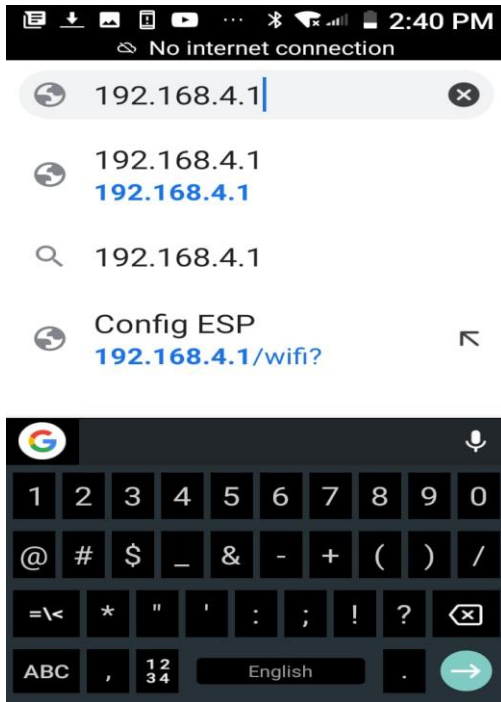 2:40 PM
No internet connection
192.168.4.1
192.168.4.1
192.168.4.1
192.168.4.1
Config ESP
192.168.4.1/wifi?
G
1 2 3 4 5 6 7 8 9 0
@ # $ _ & - + ( ) /
=\< * " ' : ; ! ?
ABC , 12 English .
34